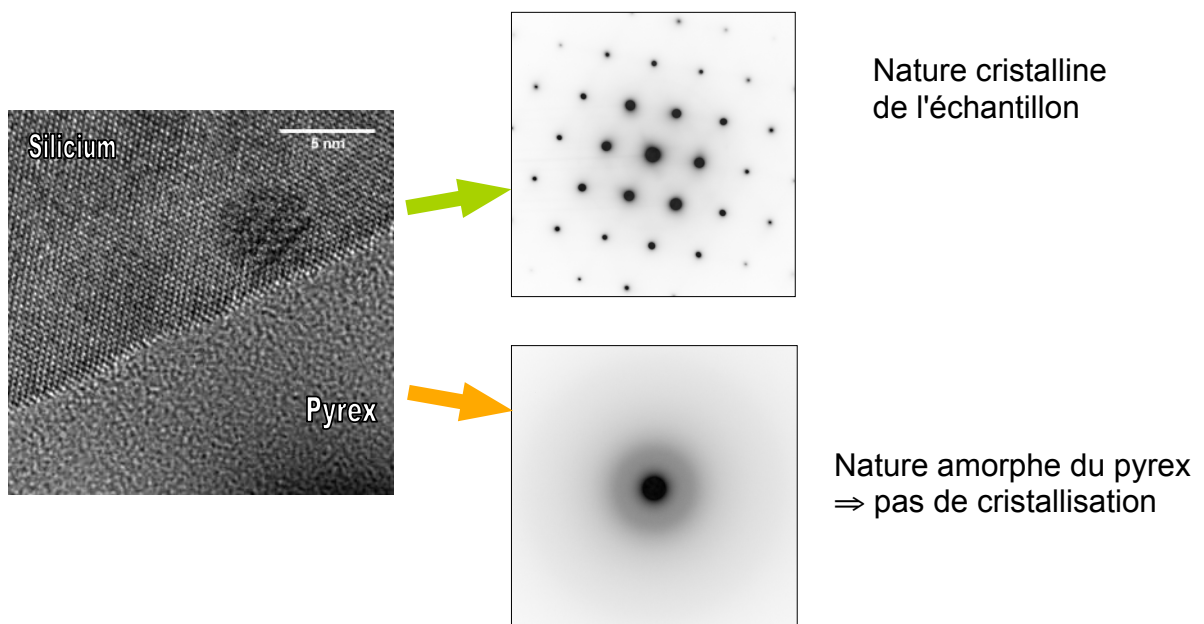 Silicium
5 nm
Pyrex
Nature cristalline
de l'échantillon
Nature amorphe du pyrex
⇒ pas de cristallisation